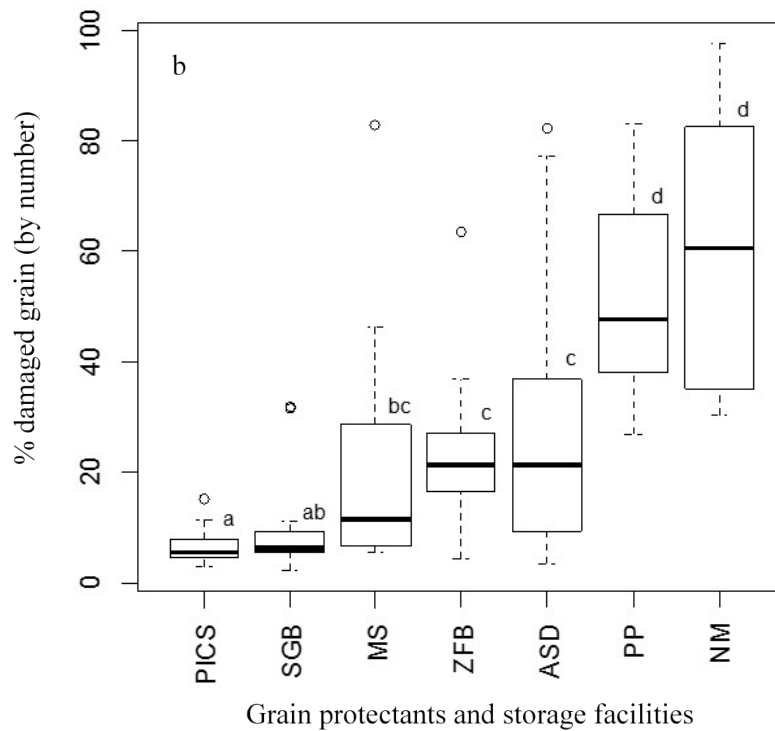 % damaged grain (by number)
100
80
60
40
20
0
b
a
ab
bc
c
c
d
d
PICS
SGB
MS
ZFB
ASD
PP
NM
Grain protectants and storage facilities